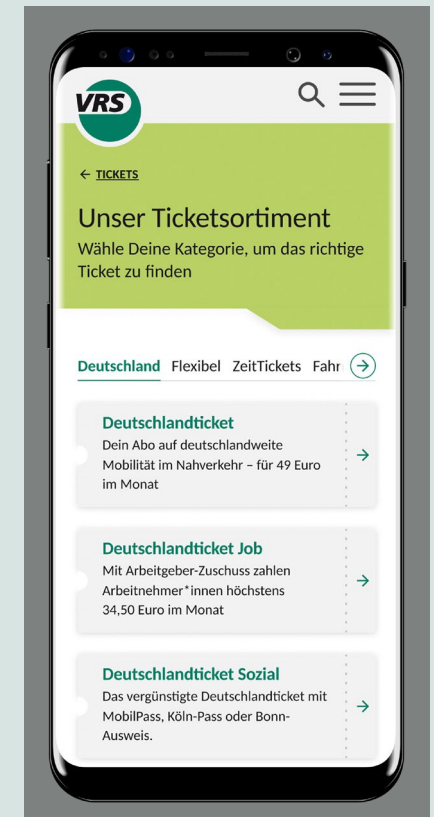 VRS
← TICKETS
Unser Ticketsortiment
Wähle Deine Kategorie, um das richtige
Ticket zu finden
Deutschland Flexibel ZeitTickets Fahr
Deutschlandticket
Dein Abo auf deutschlandweite
Mobilität im Nahverkehr – für 49 Euro
im Monat
Deutschlandticket Job
Mit Arbeitgeber-Zuschuss zahlen
Arbeitnehmer*innen höchstens
34,50 Euro im Monat
Deutschlandticket Sozial
Das vergünstigte Deutschlandticket mit
MobilPass, Köln-Pass oder Bonn-
Ausweis.